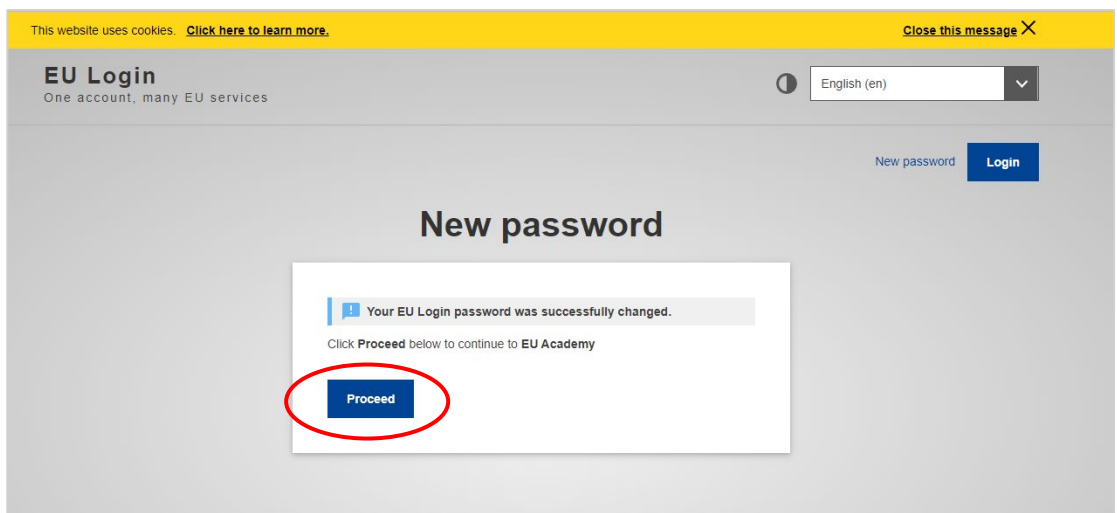 This website uses cookies. Click here to learn more.
Close this message
EU Login
One account, many EU services
English (en)
New password
Login
New password
Your EU Login password was successfully changed.
Click Proceed below to continue to EU Academy
Proceed